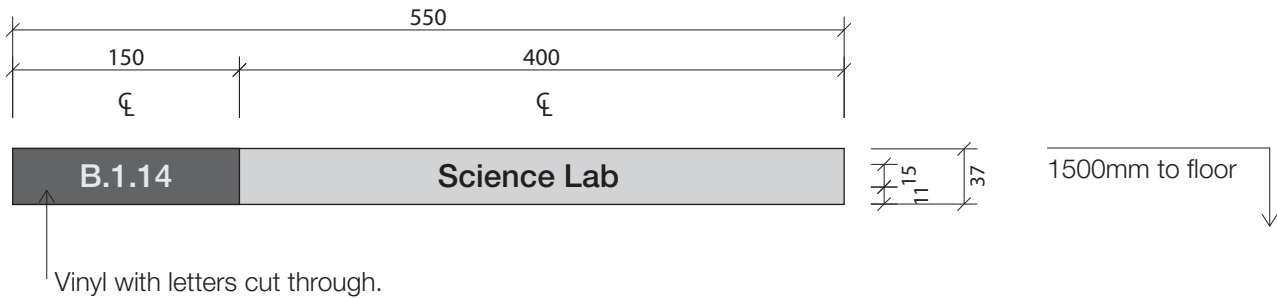 550
150 400
℄ ℄
B.1.14 Science Lab
15
11
37
1500mm to floor
Vinyl with letters cut through.